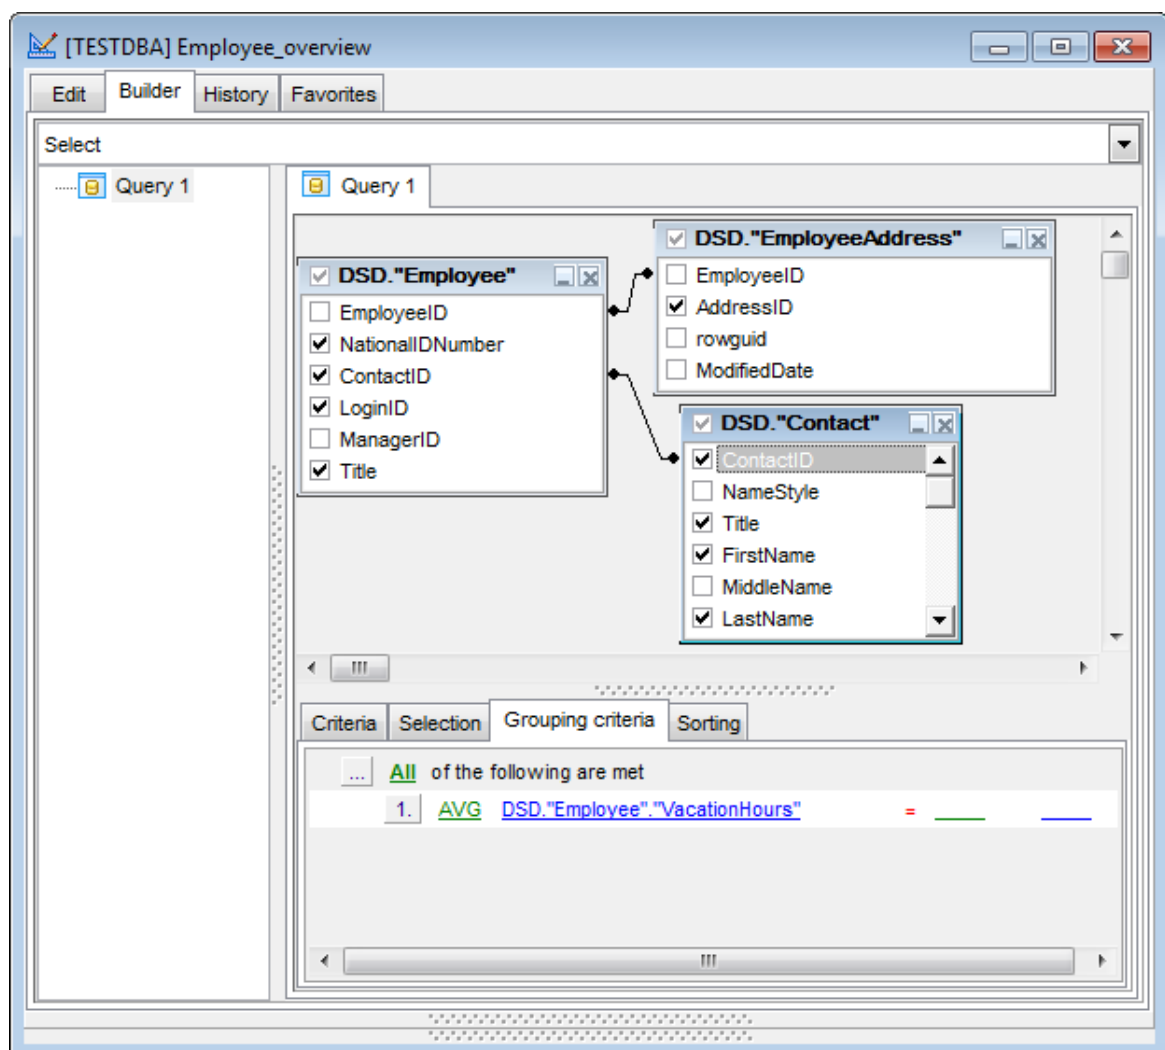 [TESTDBA] Employee_overview
Edit Builder History Favorites
Select
Query 1
Query 1
DSD."EmployeeAddress"
EmployeeID
AddressID
rowguid
ModifiedDate
DSD."Employee"
EmployeeID
NationalIDNumber
ContactID
LoginID
ManagerID
Title
DSD."Contact"
ContactID
NameStyle
Title
FirstName
MiddleName
LastName
Criteria Selection Grouping criteria Sorting
... All of the following are met
1. AVG DSD."Employee"."VacationHours" =